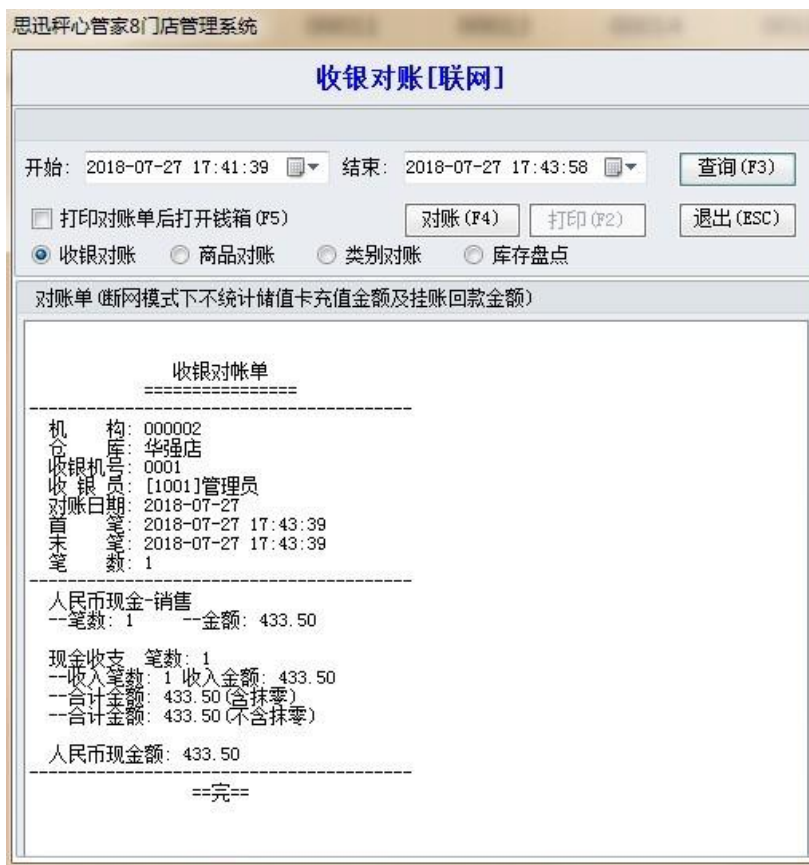 思迅秤心管家8门店管理系统
收银对账[联网]
开始: 2018-07-27 17:41:39 结束: 2018-07-27 17:43:58 查询(F3)
打印对账单后打开钱箱(F5) 对账(F4) 打印(F2) 退出(ESC)
收银对账 商品对账 类别对账 库存盘点
对账单(断网模式下不统计储值卡充值金额及挂账回款金额)
收银对帐单
================
----------------------------------------
机 构: 000002
仓 库: 华强店
收银机号: 0001
收 银 员: [1001]管理员
对账日期: 2018-07-27
首 笔: 2018-07-27 17:43:39
末 笔: 2018-07-27 17:43:39
笔 数: 1
----------------------------------------
人民币现金-销售
--笔数: 1 --金额: 433.50
现金收支 笔数: 1
--收入笔数: 1 收入金额: 433.50
--合计金额: 433.50(含抹零)
--合计金额: 433.50(不含抹零)
人民币现金额: 433.50
----------------------------------------
==完==